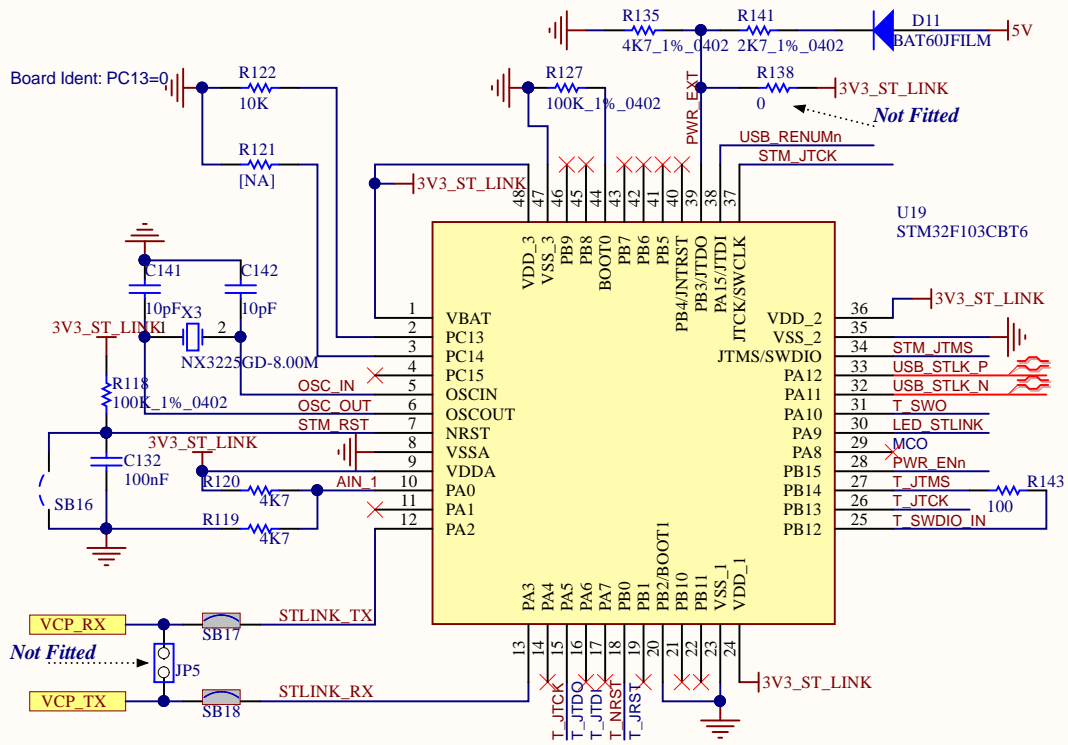 R135
4K7_1%_0402
R141
2K7_1%_0402
D11
BAT60JFILM
5V
Board Ident: PC13=0
R122
10K
R127
100K_1%_0402
PWR_EXT
R138
0
3V3_ST_LINK
Not Fitted
USB_RENUMn
STM_JTCK
R121
[NA]
3V3_ST_LINK
48
47
46
45
44
43
42
41
40
39
38
37
VDD_3
VSS_3
PB9
PB8
BOOT0
PB7
PB6
PB5
PB4/JNTRST
PB3/JTDO
PA15/JTDI
JTCK/SWCLK
U19
STM32F103CBT6
C141
10pF
C142
10pF
X3
1
2
NX3225GD-8.00M
3V3_ST_LINK
R118
100K_1%_0402
OSC_IN
OSC_OUT
STM_RST
3V3_ST_LINK
C132
100nF
SB16
R120
4K7
AIN_1
R119
4K7
1 VBAT
2 PC13
3 PC14
4 PC15
5 OSCIN
6 OSCOUT
7 NRST
8 VSSA
9 VDDA
10 PA0
11 PA1
12 PA2
VDD_2 36 3V3_ST_LINK
VSS_2 35
JTMS/SWDIO 34 STM_JTMS
PA12 33 USB_STLK_P
PA11 32 USB_STLK_N
PA10 31 T_SWO
PA9 30 LED_STLINK
PA8 29 MCO
PB15 28 PWR_ENn
PB14 27 T_JTMS
PB13 26 T_JTCK
PB12 25 T_SWDIO_IN
R143
100
PA3
PA4
PA5
PA6
PA7
PB0
PB1
PB2/BOOT1
PB10
PB11
VSS_1
VDD_1
13
14
15
16
17
18
19
20
21
22
23
24
VCP_RX
SB17
STLINK_TX
Not Fitted
JP5
VCP_TX
SB18
STLINK_RX
T_JTCK
T_JTDO
T_JTDI
T_NRST
T_JRST
3V3_ST_LINK